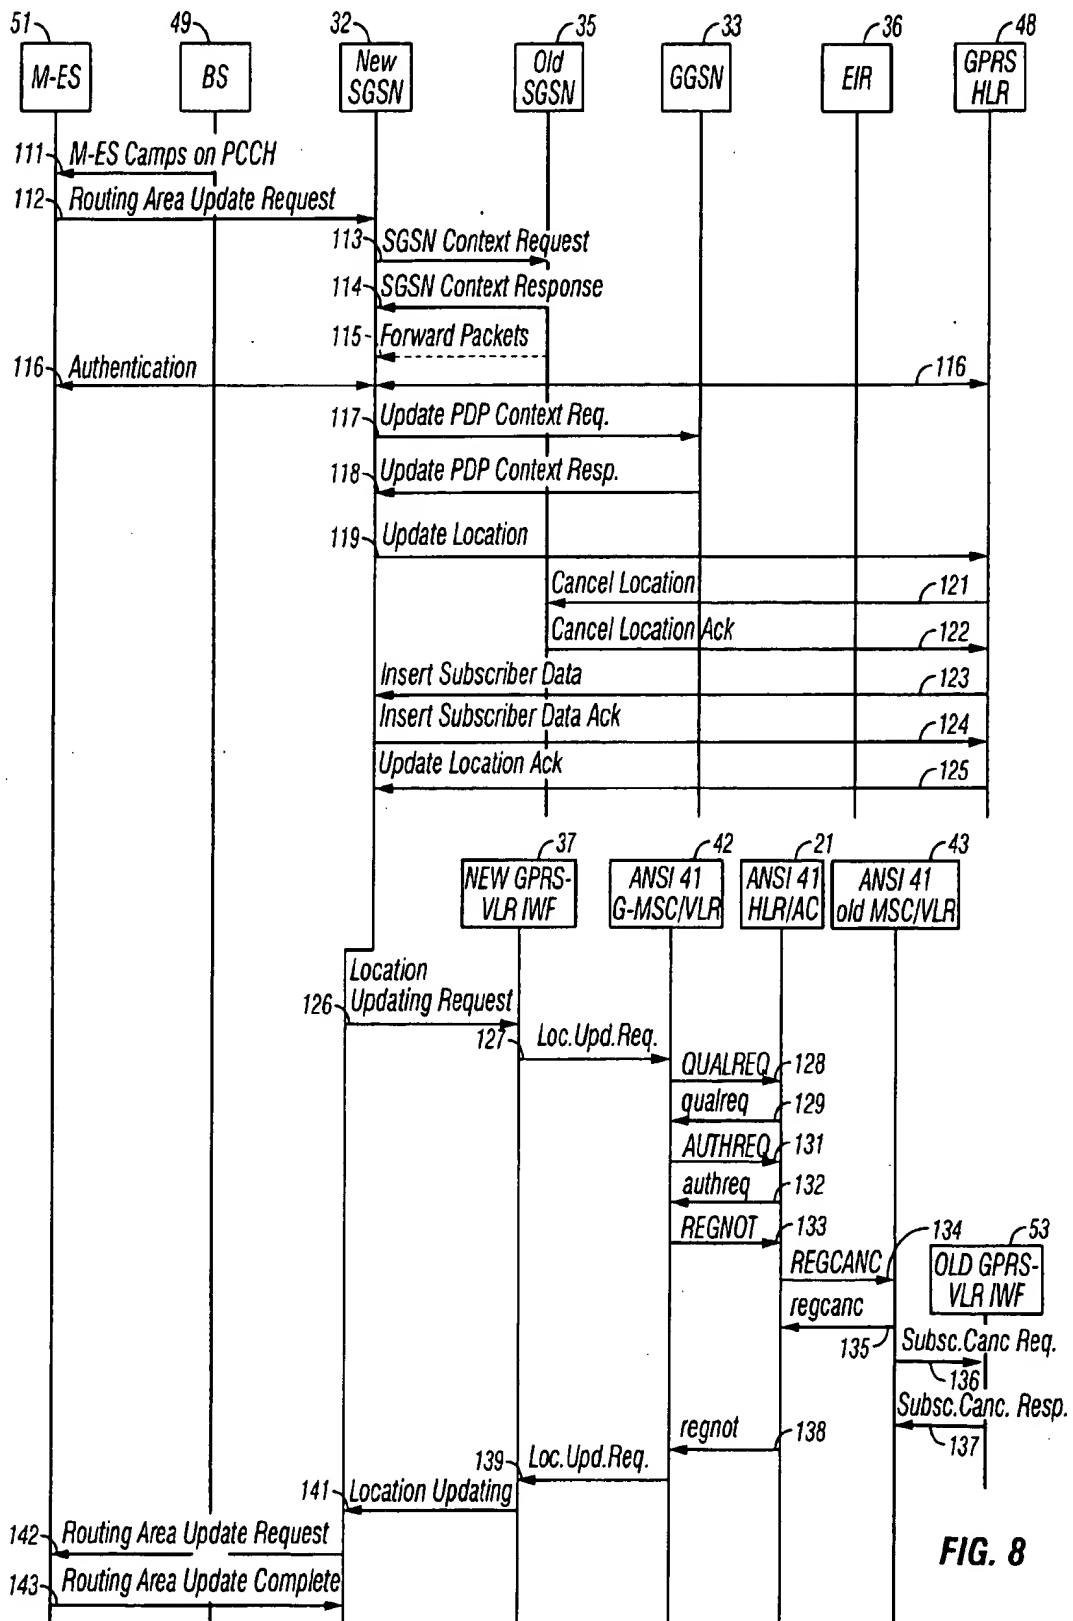 51
49
32
35
33
36
48
M-ES
BS
New
SGSN
Old
SGSN
GGSN
EIR
GPRS
HLR
111 M-ES Camps on PCCH
112 Routing Area Update Request
113 SGSN Context Request
114 SGSN Context Response
115 Forward Packets
116 Authentication 116
117 Update PDP Context Req.
118 Update PDP Context Resp.
119 Update Location
Cancel Location 121
Cancel Location Ack 122
Insert Subscriber Data 123
Insert Subscriber Data Ack 124
Update Location Ack 125
37
42
21
43
NEW GPRS-
VLR IWF
ANSI 41
G-MSC/VLR
ANSI 41
HLR/AC
ANSI 41
old MSC/VLR
Location
126 Updating Request
127 Loc.Upd.Req.
QUALREQ 128
qualreq 129
AUTHREQ 131
authreq 132
REGNOT 133
REGCANC 134
53
OLD GPRS-
VLR IWF
regcanc 135
Subsc.Canc Req.
136
Subsc.Canc. Resp.
137
regnot 138
139 Loc.Upd.Req.
141 Location Updating
142 Routing Area Update Request
143 Routing Area Update Complete
FIG. 8